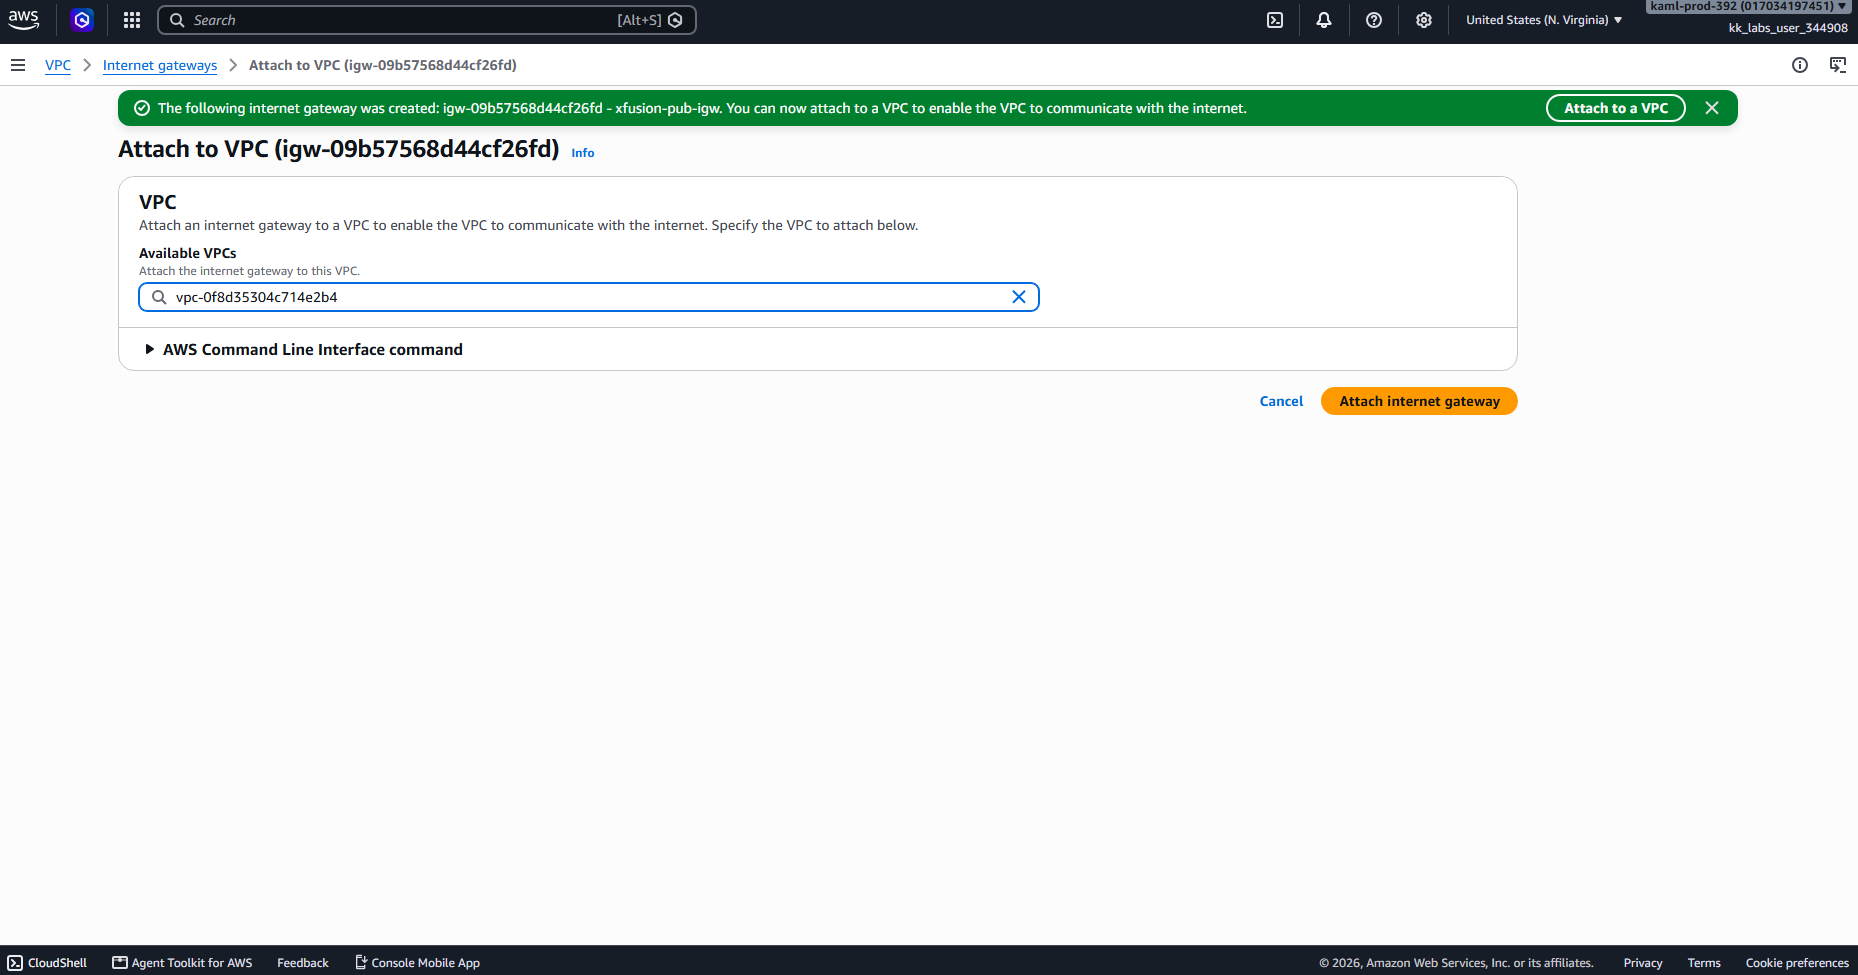 aws
Search
[Alt+S]
United States (N. Virginia)
kaml-prod-392 (017034197451)
kk_labs_user_344908
VPC
Internet gateways
Attach to VPC (igw-09b57568d44cf26fd)
The following internet gateway was created: igw-09b57568d44cf26fd - xfusion-pub-igw. You can now attach to a VPC to enable the VPC to communicate with the internet.
Attach to a VPC
Attach to VPC (igw-09b57568d44cf26fd)
Info
VPC
Attach an internet gateway to a VPC to enable the VPC to communicate with the internet. Specify the VPC to attach below.
Available VPCs
Attach the internet gateway to this VPC.
vpc-0f8d35304c714e2b4
AWS Command Line Interface command
Cancel
Attach internet gateway
CloudShell
Agent Toolkit for AWS
Feedback
Console Mobile App
© 2026, Amazon Web Services, Inc. or its affiliates.
Privacy
Terms
Cookie preferences